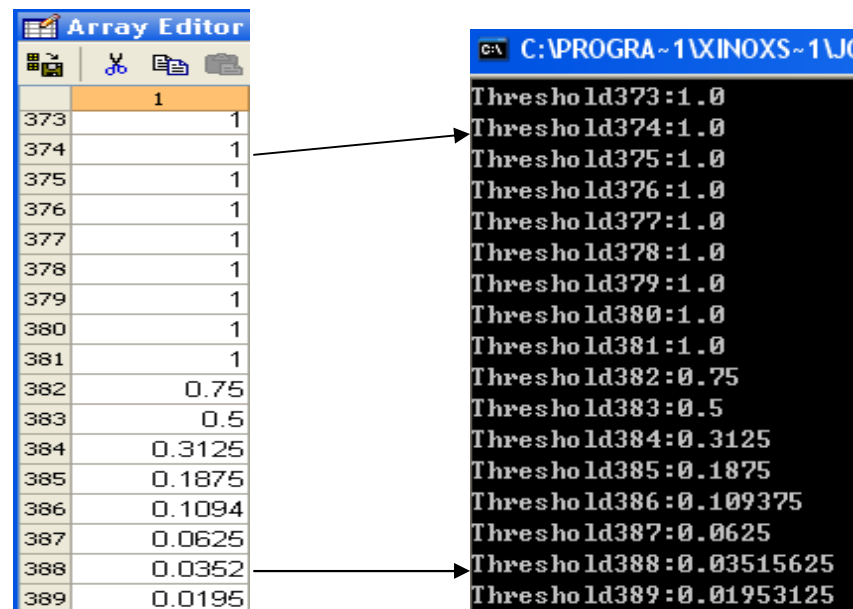 Array Editor
1
373 1
374 1
375 1
376 1
377 1
378 1
379 1
380 1
381 1
382 0.75
383 0.5
384 0.3125
385 0.1875
386 0.1094
387 0.0625
388 0.0352
389 0.0195
C:\PROGRA~1\XINOXS~1\JC
Threshold373:1.0
Threshold374:1.0
Threshold375:1.0
Threshold376:1.0
Threshold377:1.0
Threshold378:1.0
Threshold379:1.0
Threshold380:1.0
Threshold381:1.0
Threshold382:0.75
Threshold383:0.5
Threshold384:0.3125
Threshold385:0.1875
Threshold386:0.109375
Threshold387:0.0625
Threshold388:0.03515625
Threshold389:0.01953125